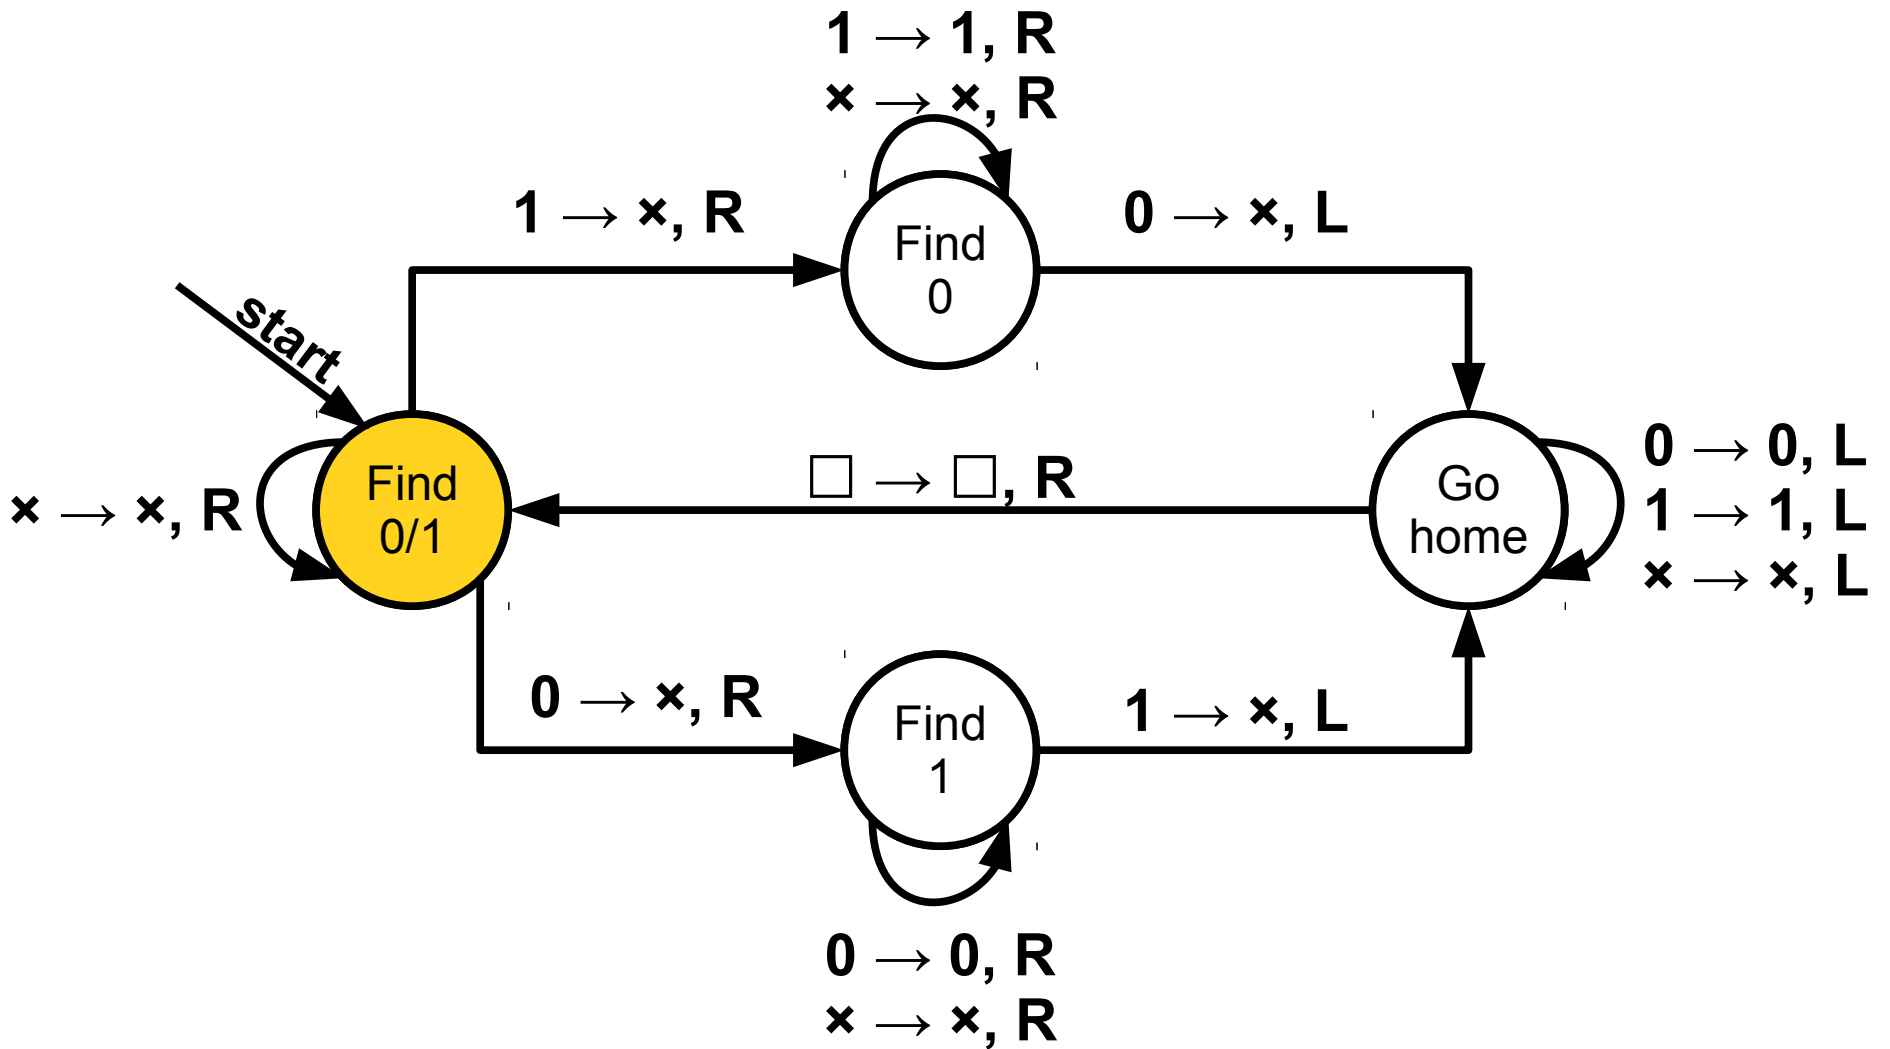 1 → 1, R
× → ×, R
1 → ×, R
Find
0
0 → ×, L
start
Find
0/1
× → ×, R
□ → □, R
Go
home
0 → 0, L
1 → 1, L
× → ×, L
0 → ×, R
Find
1
1 → ×, L
0 → 0, R
× → ×, R